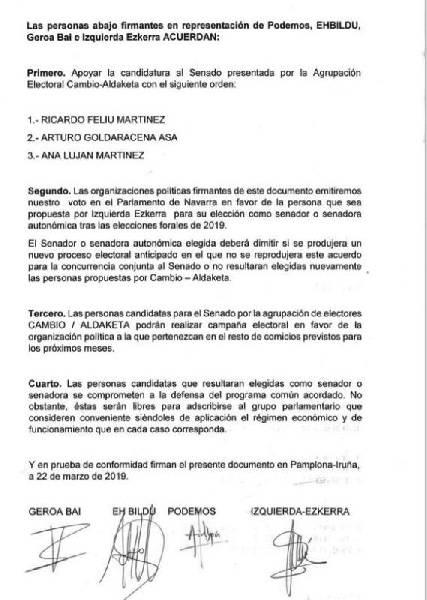 Las personas abajo firmantes en representación de Podemos, EHBILDU,
Geroa Bai e Izquierda Ezkerra ACUERDAN:
Primero. Apoyar la candidatura al Senado presentada por la Agrupación
Electoral Cambio-Aldaketa con el siguiente orden:
1.- RICARDO FELIU MARTINEZ
2.- ARTURO GOLDARACENA ASA
3.- ANA LUJAN MARTINEZ
Segundo. Las organizaciones políticas firmantes de este documento emitiremos
nuestro voto en el Parlamento de Navarra en favor de la persona que sea
propuesta por Izquierda Ezkerra para su elección como senador o senadora
autonómica tras las elecciones forales de 2019.
El Senador o senadora autonómica elegida deberá dimitir si se produjera un
nuevo proceso electoral anticipado en el que no se reprodujera este acuerdo
para la concurrencia conjunta al Senado o no resultaran elegidas nuevamente
las personas propuestas por Cambio – Aldaketa.
Tercero. Las personas candidatas para el Senado por la agrupación de electores
CAMBIO / ALDAKETA podrán realizar campaña electoral en favor de la
organización política a la que pertenezcan en el resto de comicios previstos para
los próximos meses.
Cuarto. Las personas candidatas que resultaran elegidas como senador o
senadora se comprometen a la defensa del programa común acordado. No
obstante, éstas serán libres para adscribirse al grupo parlamentario que
consideren conveniente siéndoles de aplicación el régimen económico y de
funcionamiento que en cada caso corresponda.
Y en prueba de conformidad firman el presente documento en Pamplona-Iruña,
a 22 de marzo de 2019.
GEROA BAI EH BILDU PODEMOS IZQUIERDA-EZKERRA